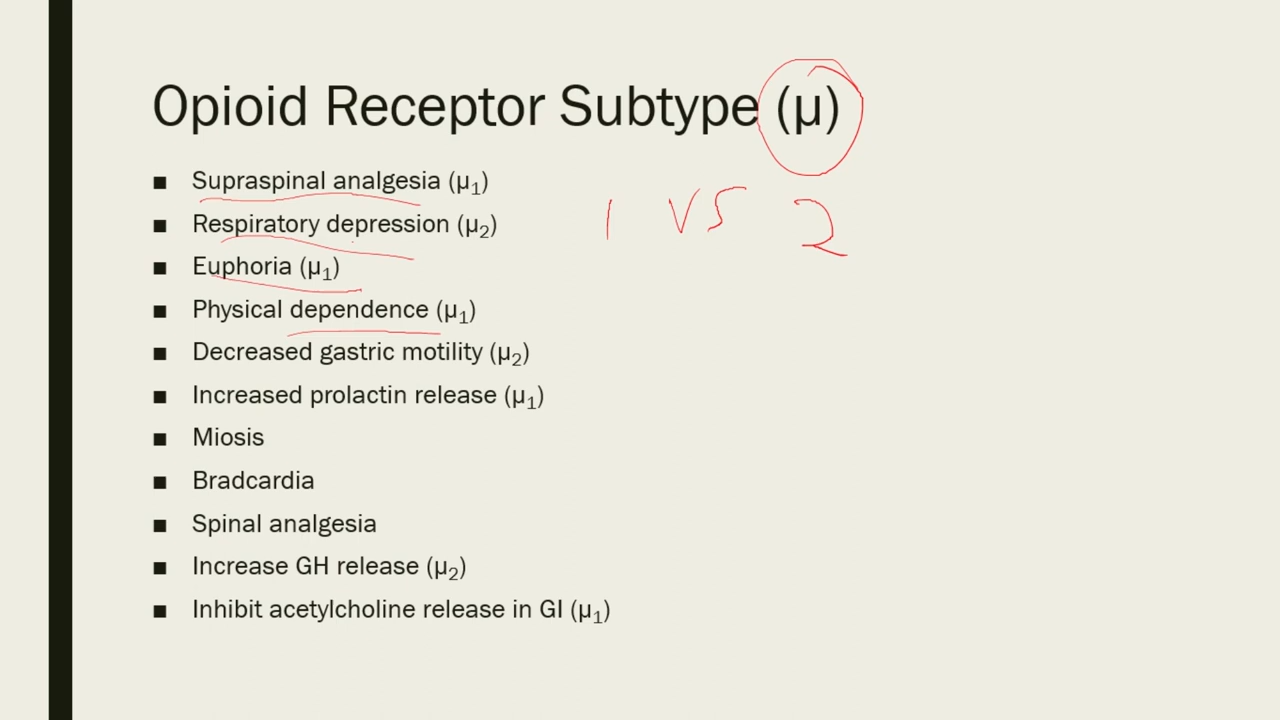 Opioid Receptor Subtype (μ)
■ Supraspinal analgesia (μ₁)
■ Respiratory depression (μ₂)
1 vs 2
■ Euphoria (μ₁)
■ Physical dependence (μ₁)
■ Decreased gastric motility (μ₂)
■ Increased prolactin release (μ₁)
■ Miosis
■ Bradcardia
■ Spinal analgesia
■ Increase GH release (μ₂)
■ Inhibit acetylcholine release in GI (μ₁)